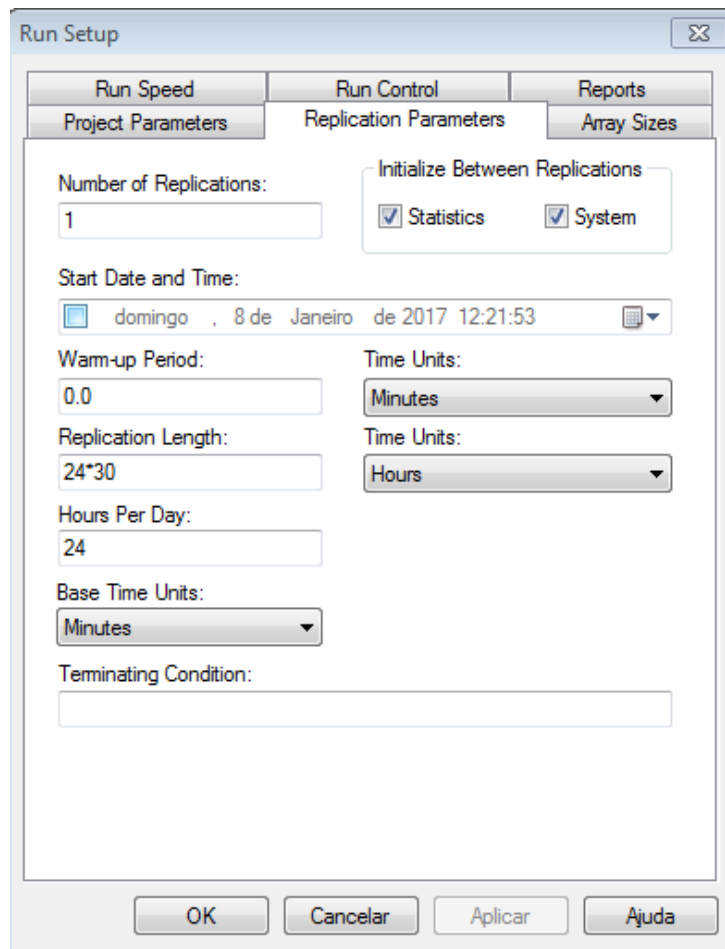 Run Setup
Run Speed Run Control Reports
Project Parameters Replication Parameters Array Sizes
Number of Replications: Initialize Between Replications
1 Statistics System
Start Date and Time:
domingo , 8 de Janeiro de 2017 12:21:53
Warm-up Period: Time Units:
0.0 Minutes
Replication Length: Time Units:
24*30 Hours
Hours Per Day:
24
Base Time Units:
Minutes
Terminating Condition:
OK Cancelar Aplicar Ajuda